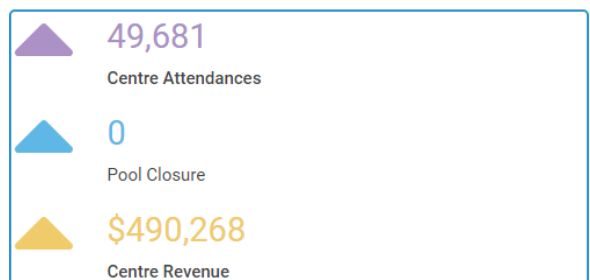 49,681
Centre Attendances
0
Pool Closure
$490,268
Centre Revenue